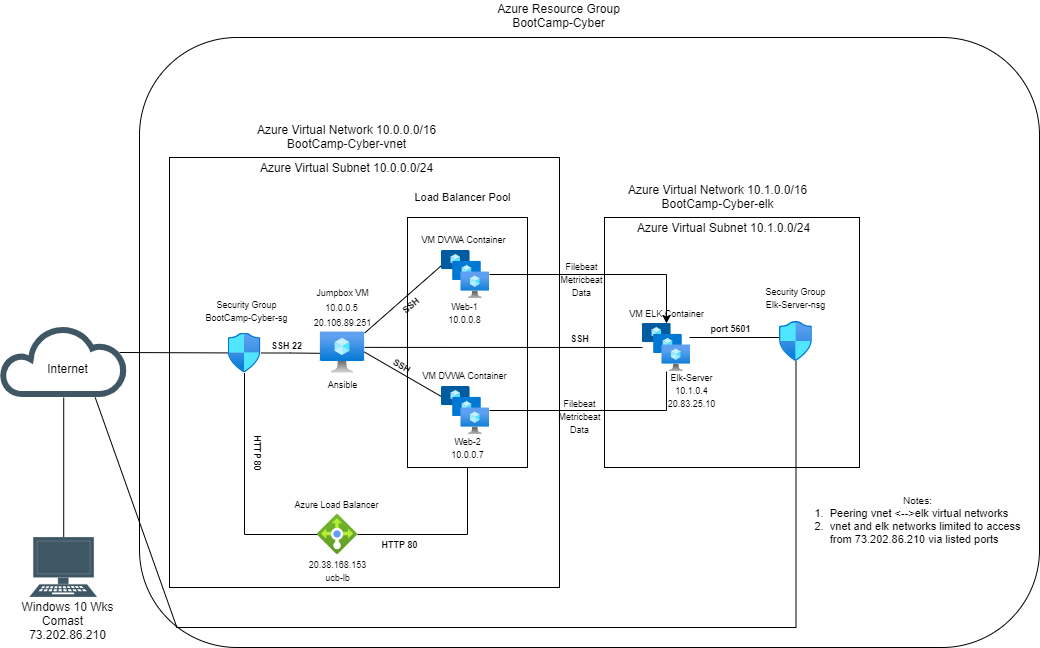 Azure Resource Group
BootCamp-Cyber
Azure Virtual Network 10.0.0.0/16
BootCamp-Cyber-vnet
Azure Virtual Subnet 10.0.0.0/24
Load Balancer Pool
VM DVWA Container
Web-1
10.0.0.8
Azure Virtual Network 10.1.0.0/16
BootCamp-Cyber-elk
Azure Virtual Subnet 10.1.0.0/24
Filebeat
Metricbeat
Data
Security Group
Elk-Server-nsg
Jumpbox VM
10.0.0.5
20.106.89.251
Ansible
Security Group
BootCamp-Cyber-sg
SSH
VM ELK Container
port 5601
SSH
SSH 22
Internet
SSH
VM DVWA Container
Web-2
10.0.0.7
Elk-Server
10.1.0.4
20.83.25.10
Filebeat
Metricbeat
Data
HTTP 80
Azure Load Balancer
HTTP 80
20.38.168.153
ucb-lb
Notes:
1. Peering vnet <-->elk virtual networks
2. vnet and elk networks limited to access
from 73.202.86.210 via listed ports
Windows 10 Wks
Comast
73.202.86.210